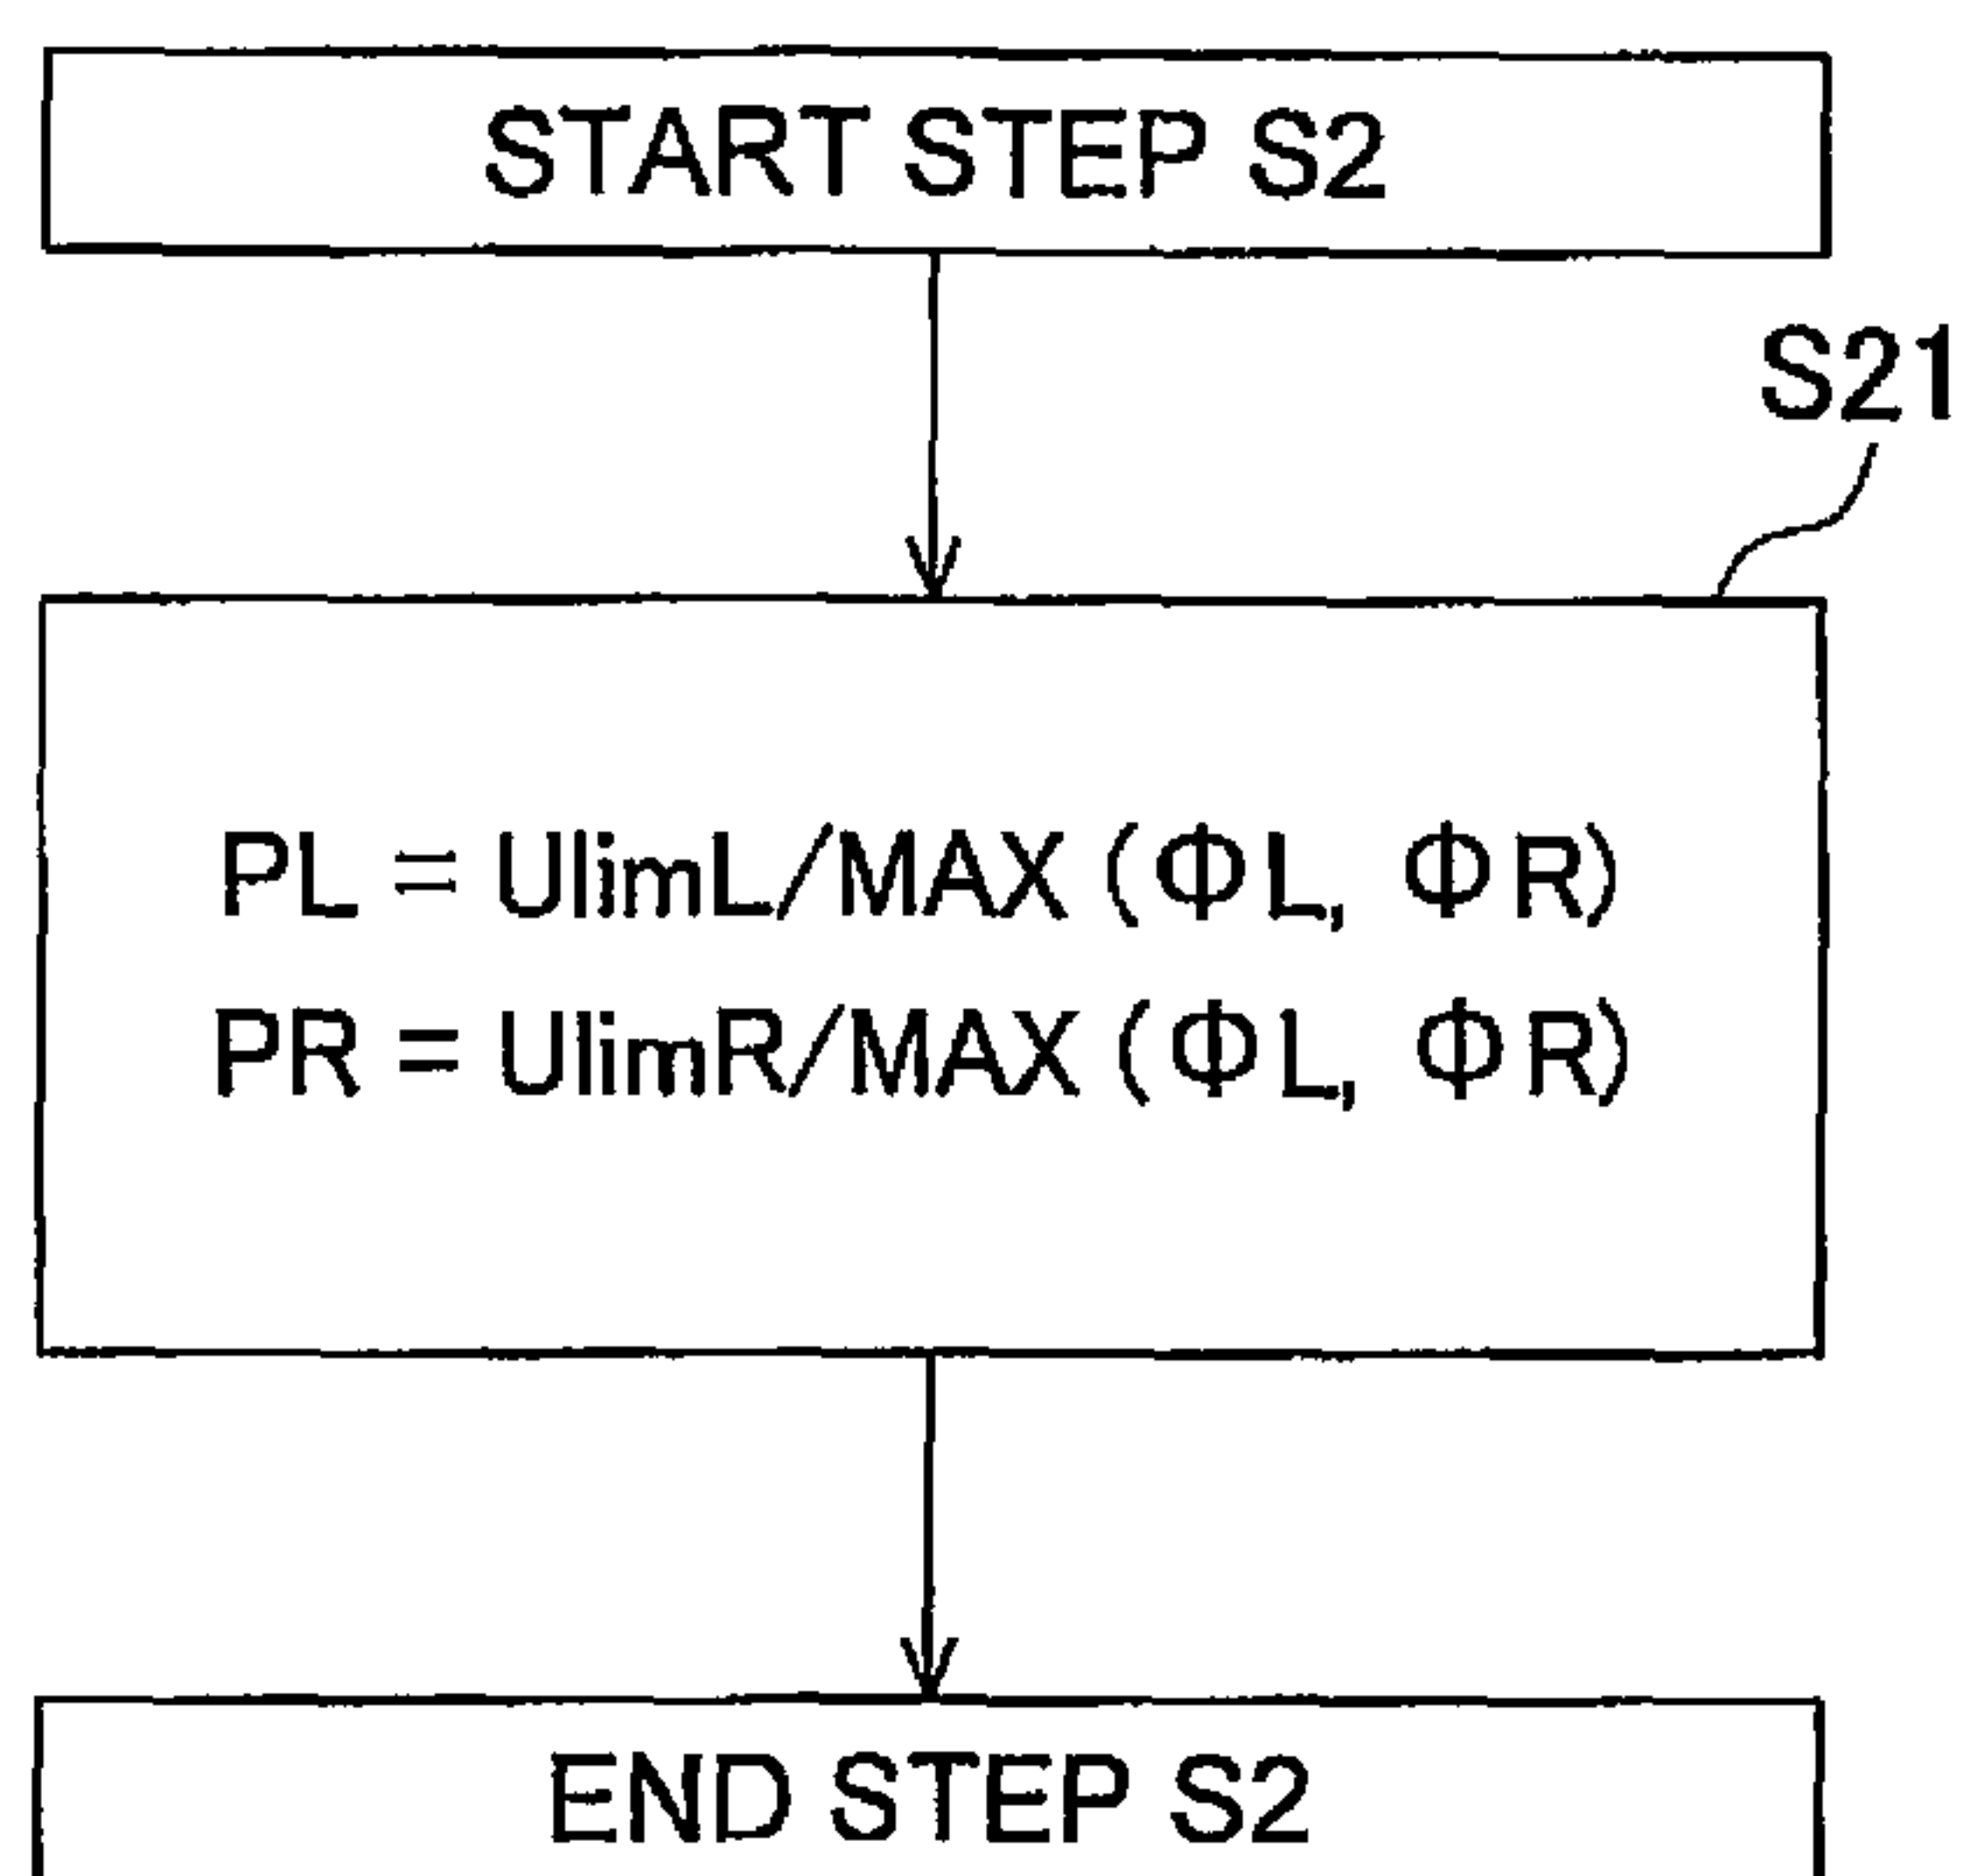 START STEP S2
S21
PL = UlimL/MAX (ΦL, ΦR)
PR = UlimR/MAX (ΦL, ΦR)
END STEP S2